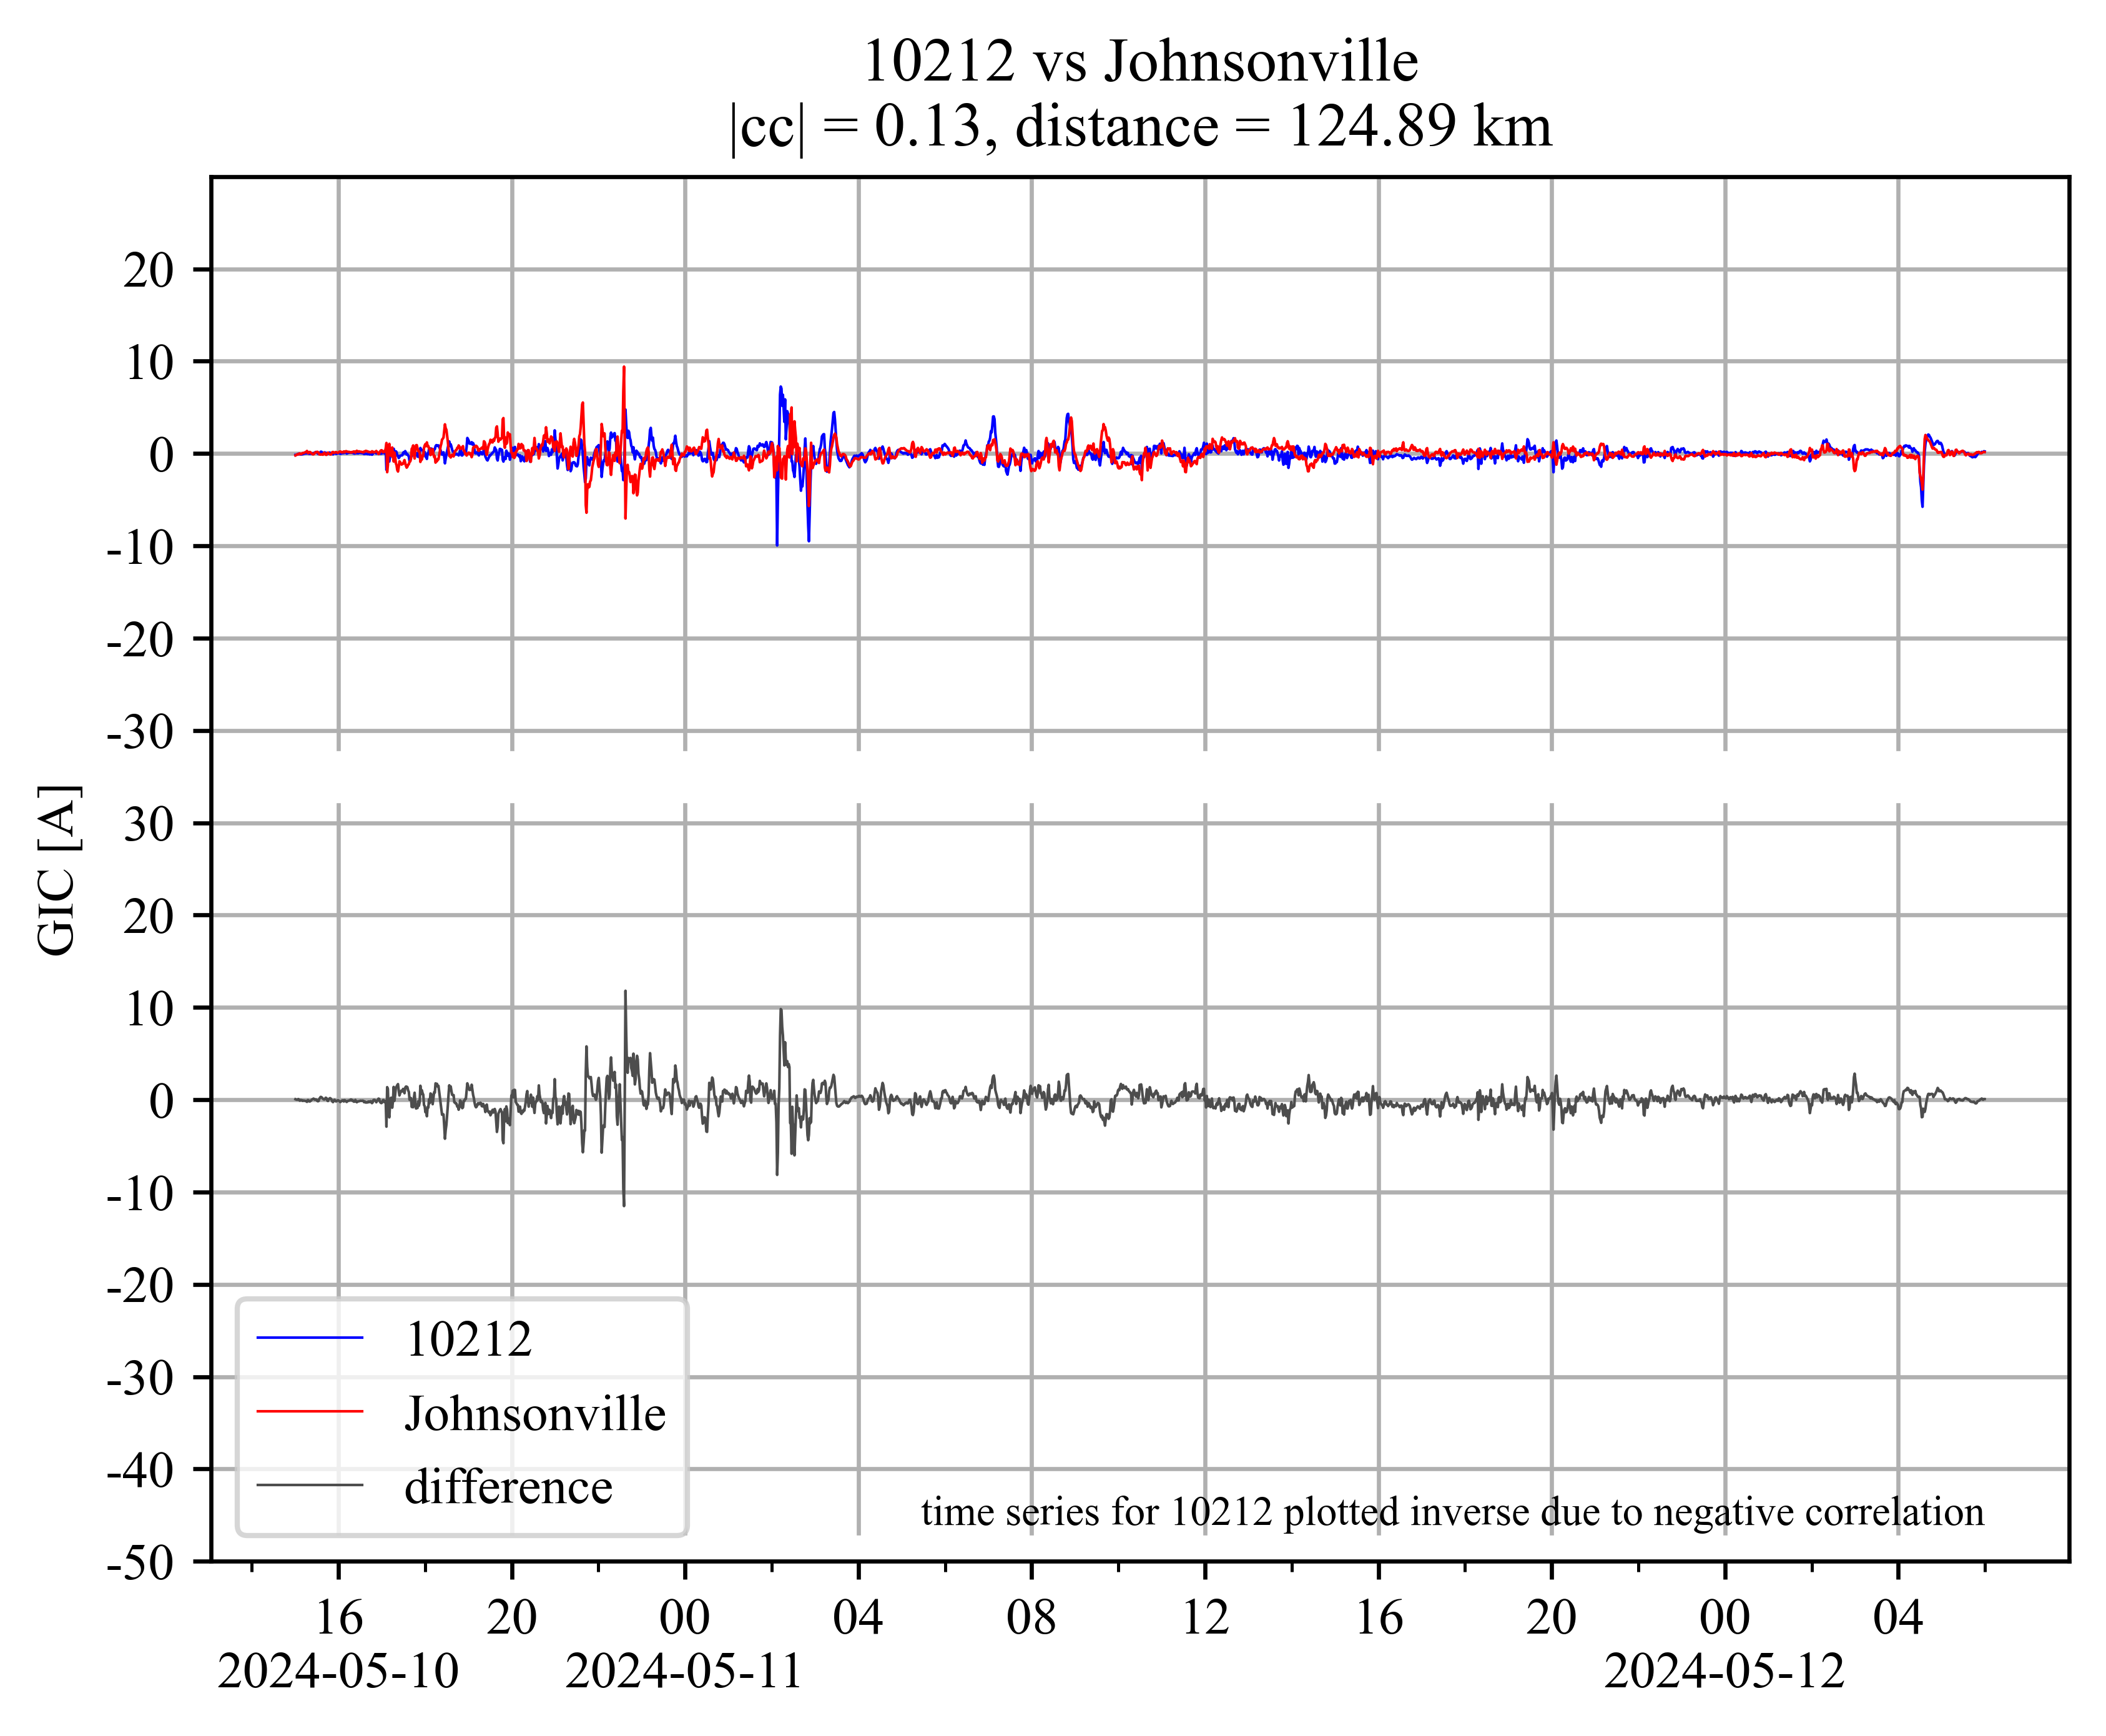 10212 vs Johnsonville
|cc| = 0.13, distance = 124.89 km
GIC [A]
20
10
0
-10
-20
-30
30
20
10
0
-10
-20
-30
-40
-50
10212
Johnsonville
difference
time series for 10212 plotted inverse due to negative correlation
16 20 00 04 08 12 16 20 00 04
2024-05-10 2024-05-11 2024-05-12